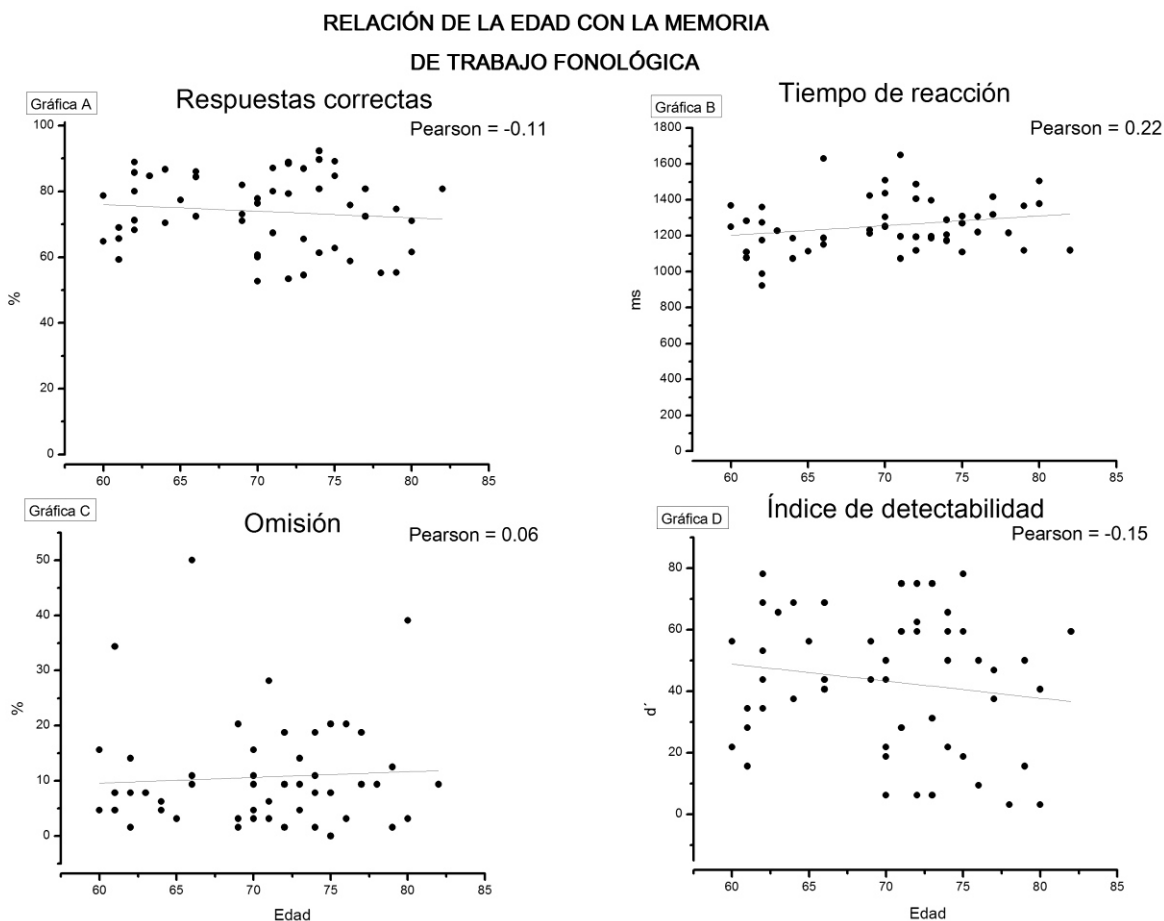 RELACIÓN DE LA EDAD CON LA MEMORIA
DE TRABAJO FONOLÓGICA
Gráfica A
Respuestas correctas
Pearson = -0.11
100
80
60
40
20
0
%
60 65 70 75 80 85
Gráfica B
Tiempo de reacción
Pearson = 0.22
1800
1600
1400
1200
1000
800
600
400
200
0
ms
60 65 70 75 80 85
Gráfica C
Omisión
Pearson = 0.06
50
40
30
20
10
0
%
60 65 70 75 80 85
Edad
Gráfica D
Índice de detectabilidad
Pearson = -0.15
80
60
40
20
0
d´
60 65 70 75 80 85
Edad